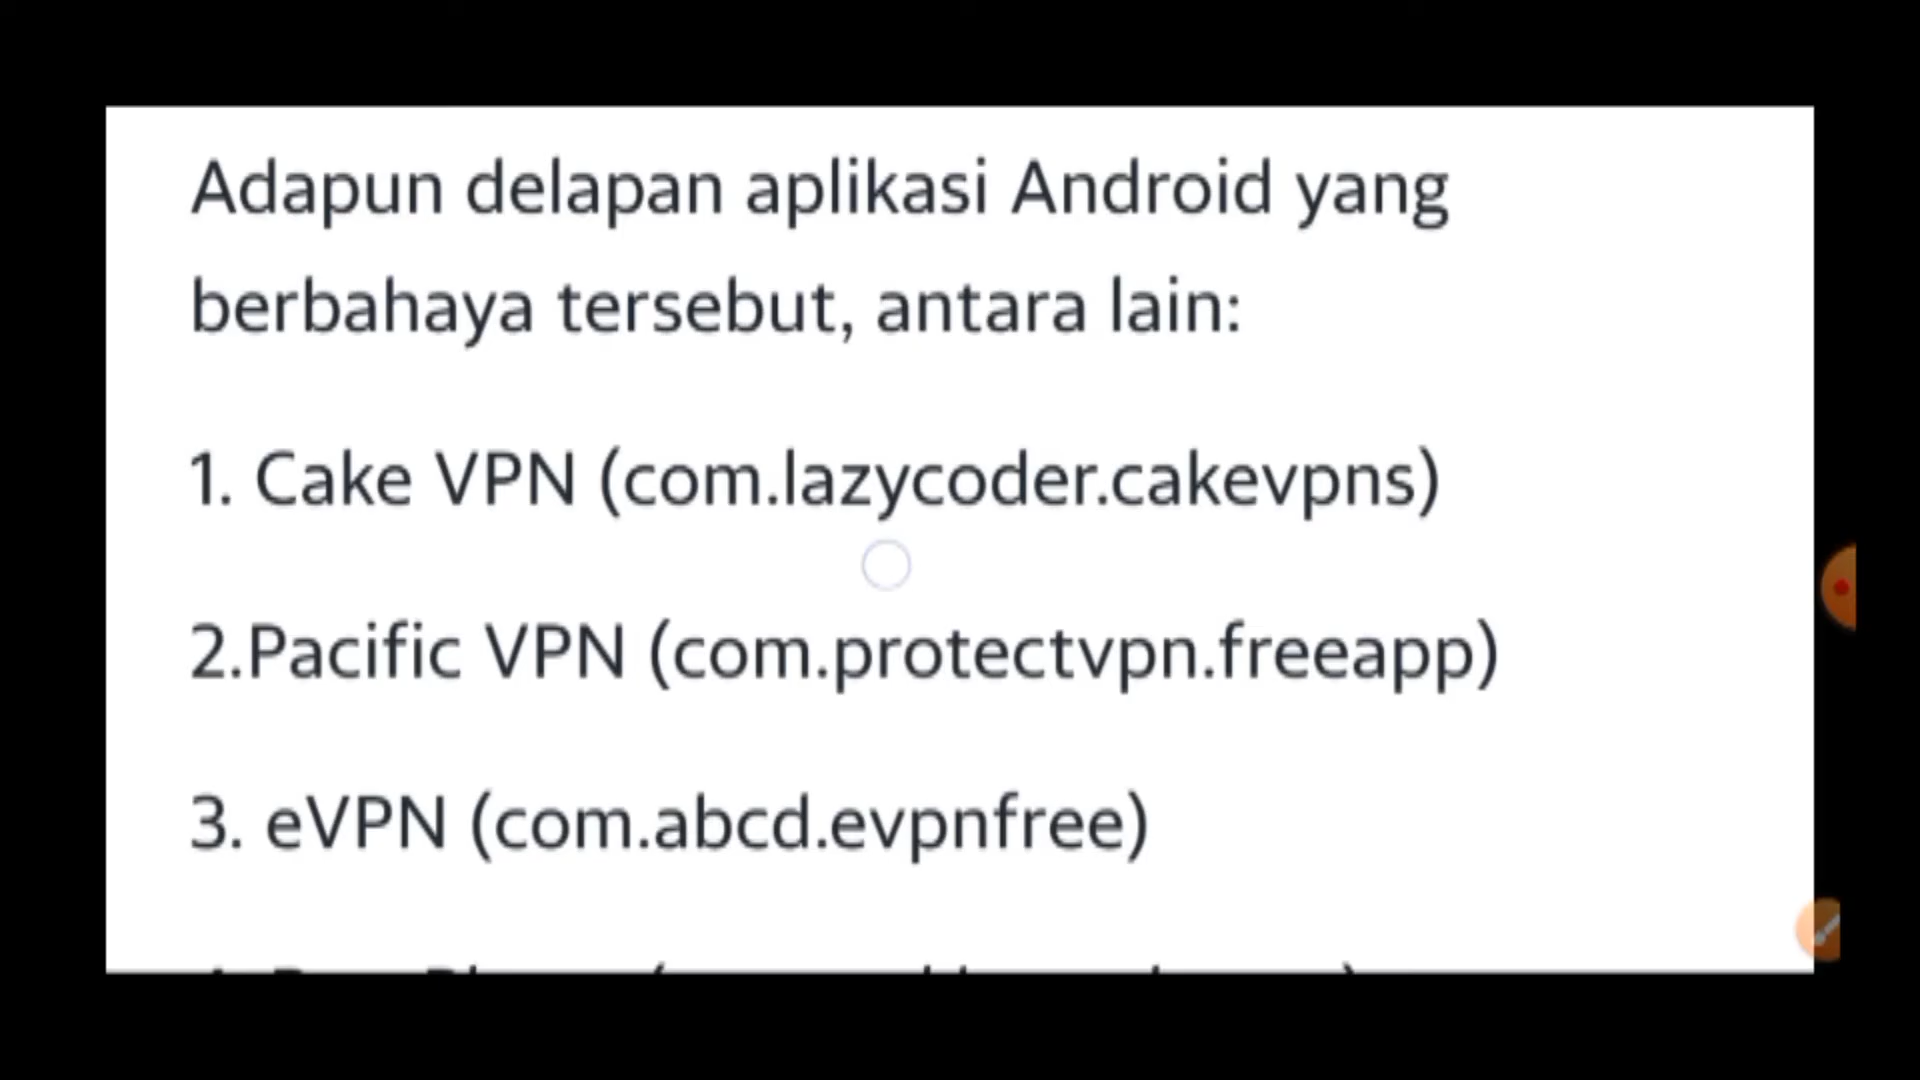 Adapun delapan aplikasi Android yang
berbahaya tersebut, antara lain:
1. Cake VPN (com.lazycoder.cakevpns)
2.Pacific VPN (com.protectvpn.freeapp)
3. eVPN (com.abcd.evpnfree)